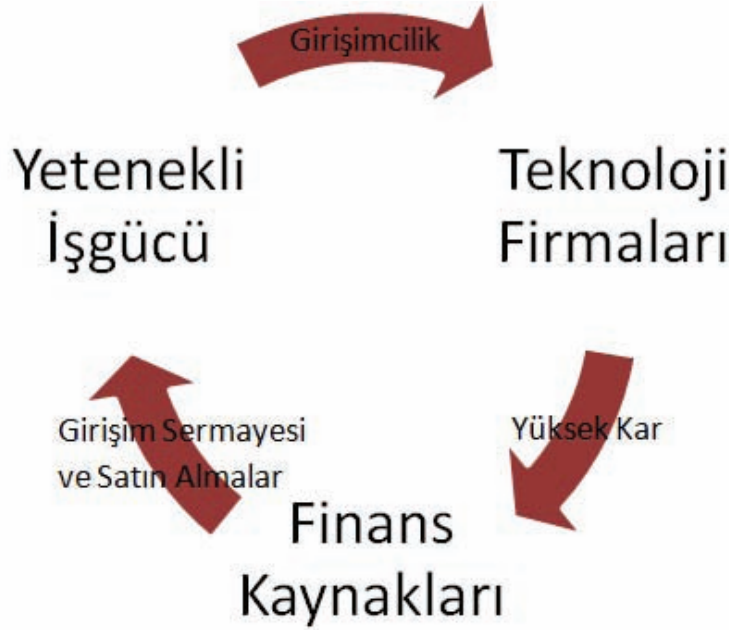 Girişimcilik
Yetenekli
İşgücü
Teknoloji
Firmaları
Girişim Sermayesi
ve Satın Almalar
Yüksek Kar
Finans
Kaynakları